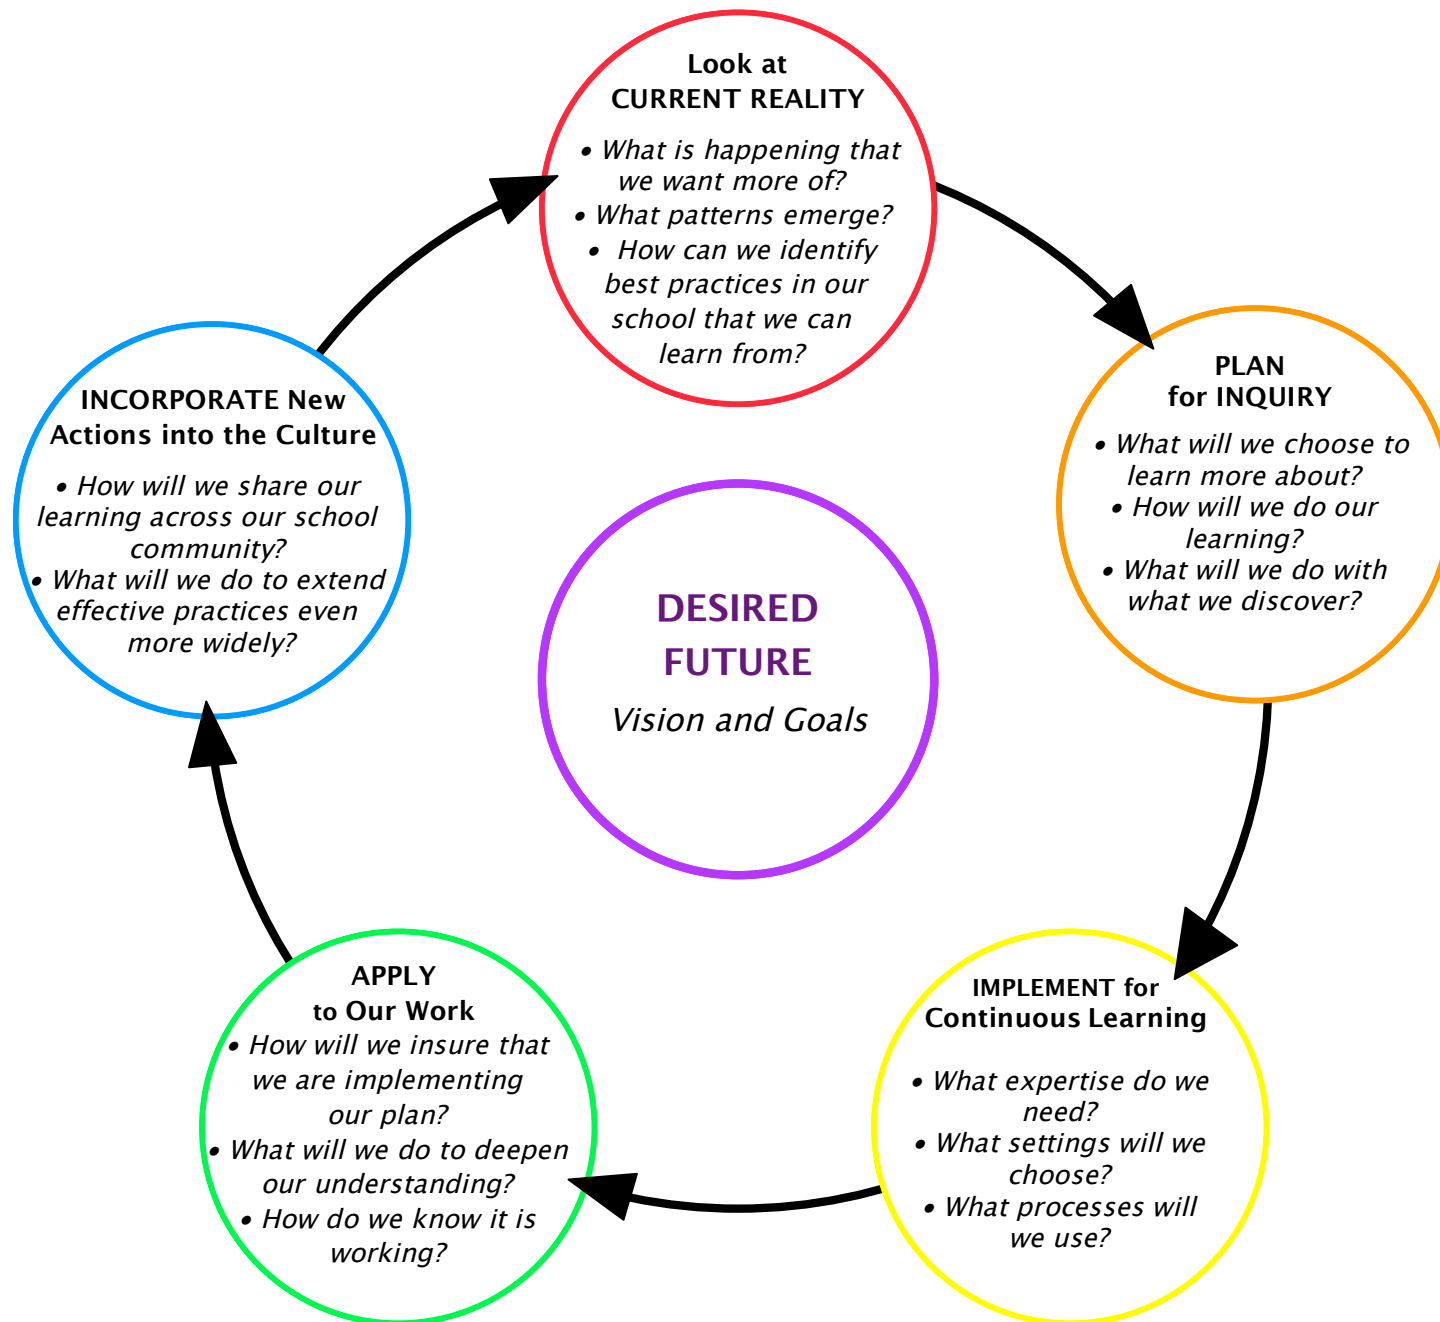 Look at
CURRENT REALITY
• What is happening that
we want more of?
• What patterns emerge?
• How can we identify
best practices in our
school that we can
learn from?
PLAN
for INQUIRY
• What will we choose to
learn more about?
• How will we do our
learning?
• What will we do with
what we discover?
IMPLEMENT for
Continuous Learning
• What expertise do we
need?
• What settings will we
choose?
• What processes will
we use?
APPLY
to Our Work
• How will we insure that
we are implementing
our plan?
• What will we do to deepen
our understanding?
• How do we know it is
working?
INCORPORATE New
Actions into the Culture
• How will we share our
learning across our school
community?
• What will we do to extend
effective practices even
more widely?
DESIRED
FUTURE
Vision and Goals